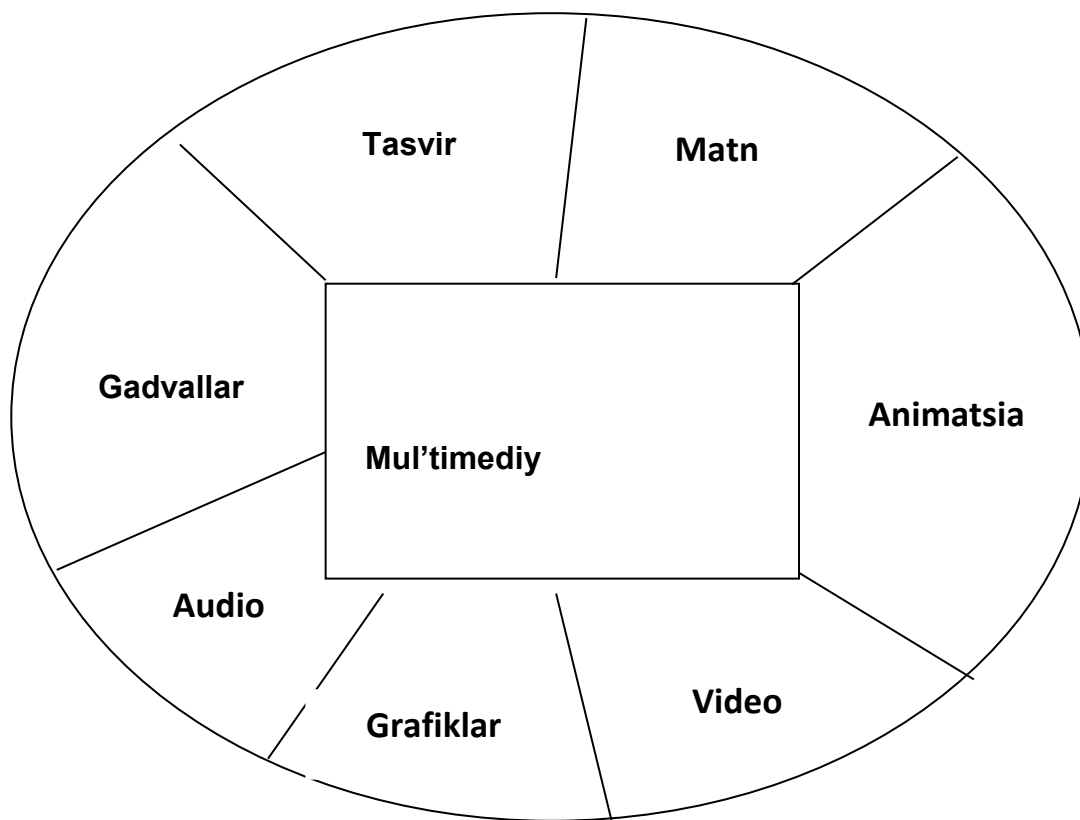 Tasvir
Matn
Gadvallar
Animatsia
Mul'timediy
Audio
Grafiklar
Video